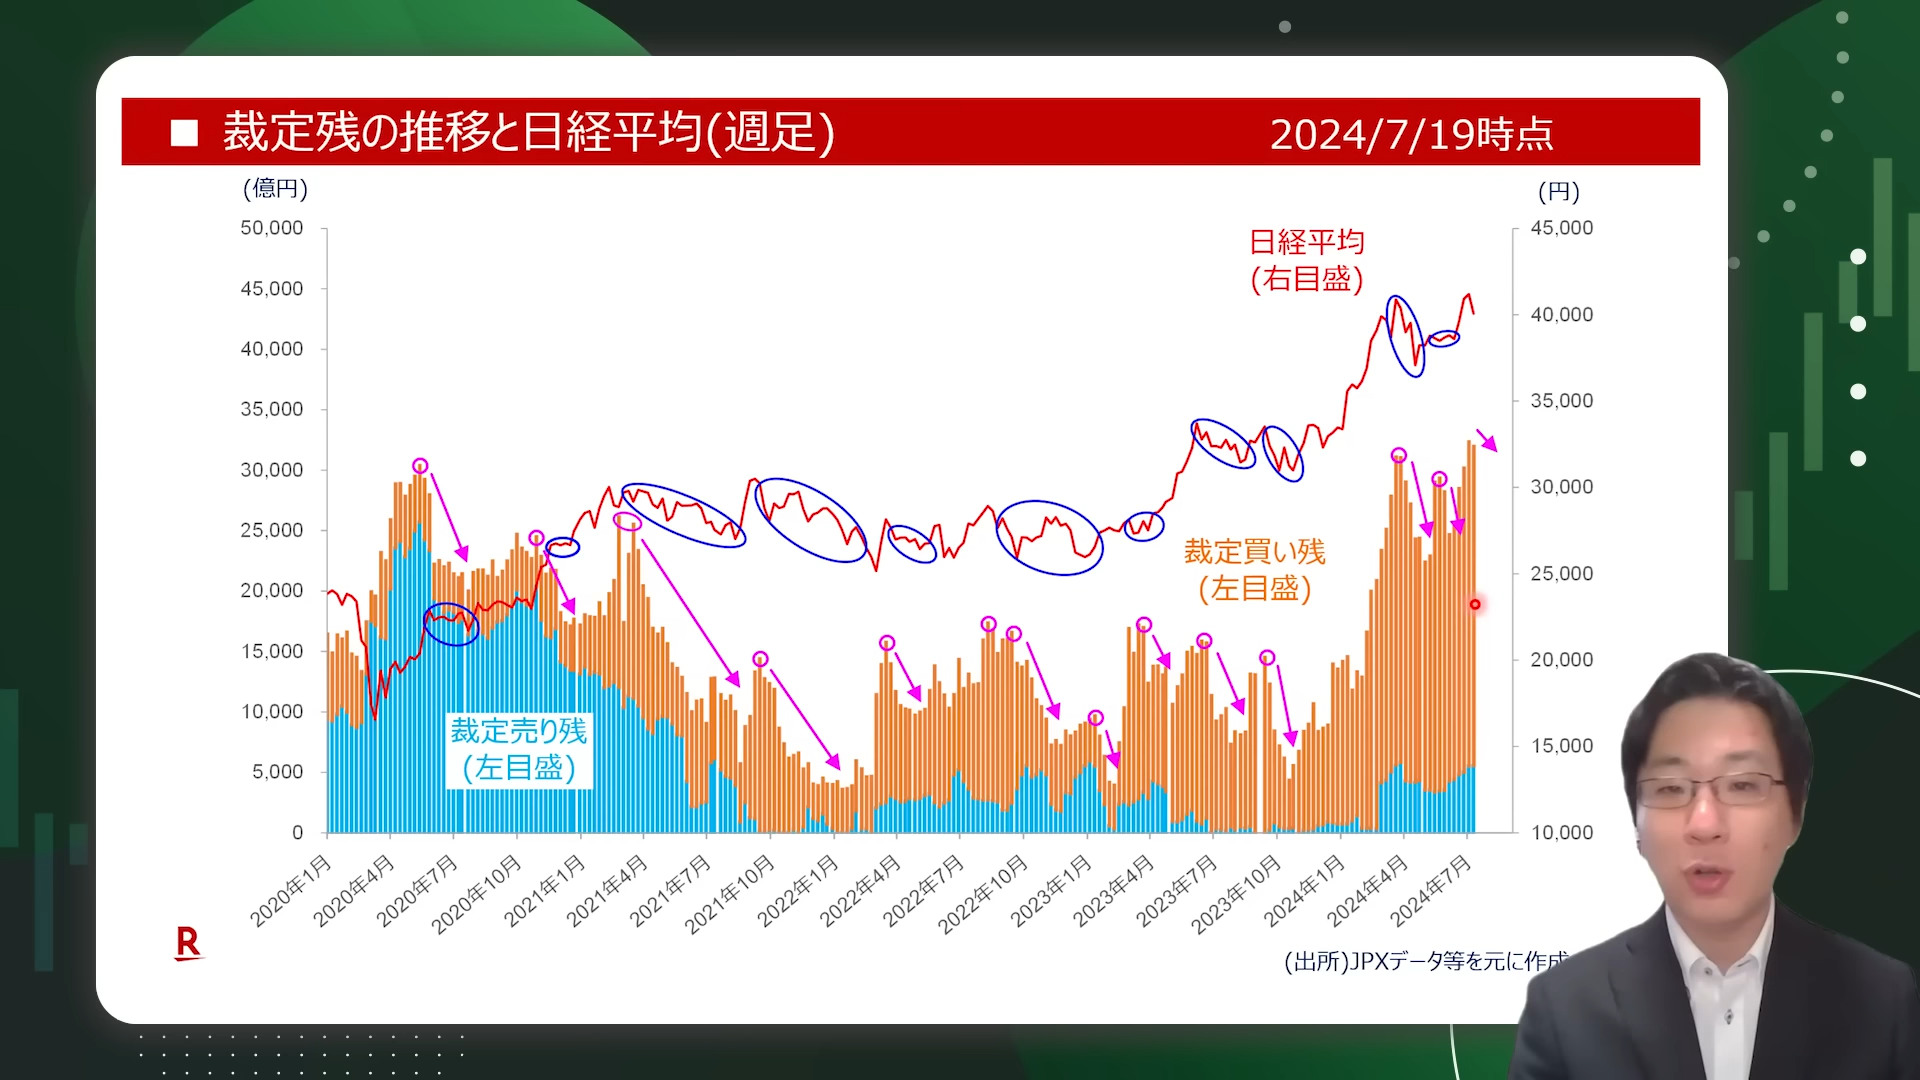 ■ 裁定残の推移と日経平均(週足)
2024/7/19時点
(億円)
(円)
50,000
45,000
40,000
35,000
30,000
25,000
20,000
15,000
10,000
5,000
0
45,000
40,000
35,000
30,000
25,000
20,000
15,000
10,000
日経平均
(右目盛)
裁定買い残
(左目盛)
裁定売り残
(左目盛)
2020年1月
2020年4月
2020年7月
2020年10月
2021年1月
2021年4月
2021年7月
2021年10月
2022年1月
2022年4月
2022年7月
2022年10月
2023年1月
2023年4月
2023年7月
2023年10月
2024年1月
2024年4月
2024年7月
R
(出所)JPXデータ等を元に作成